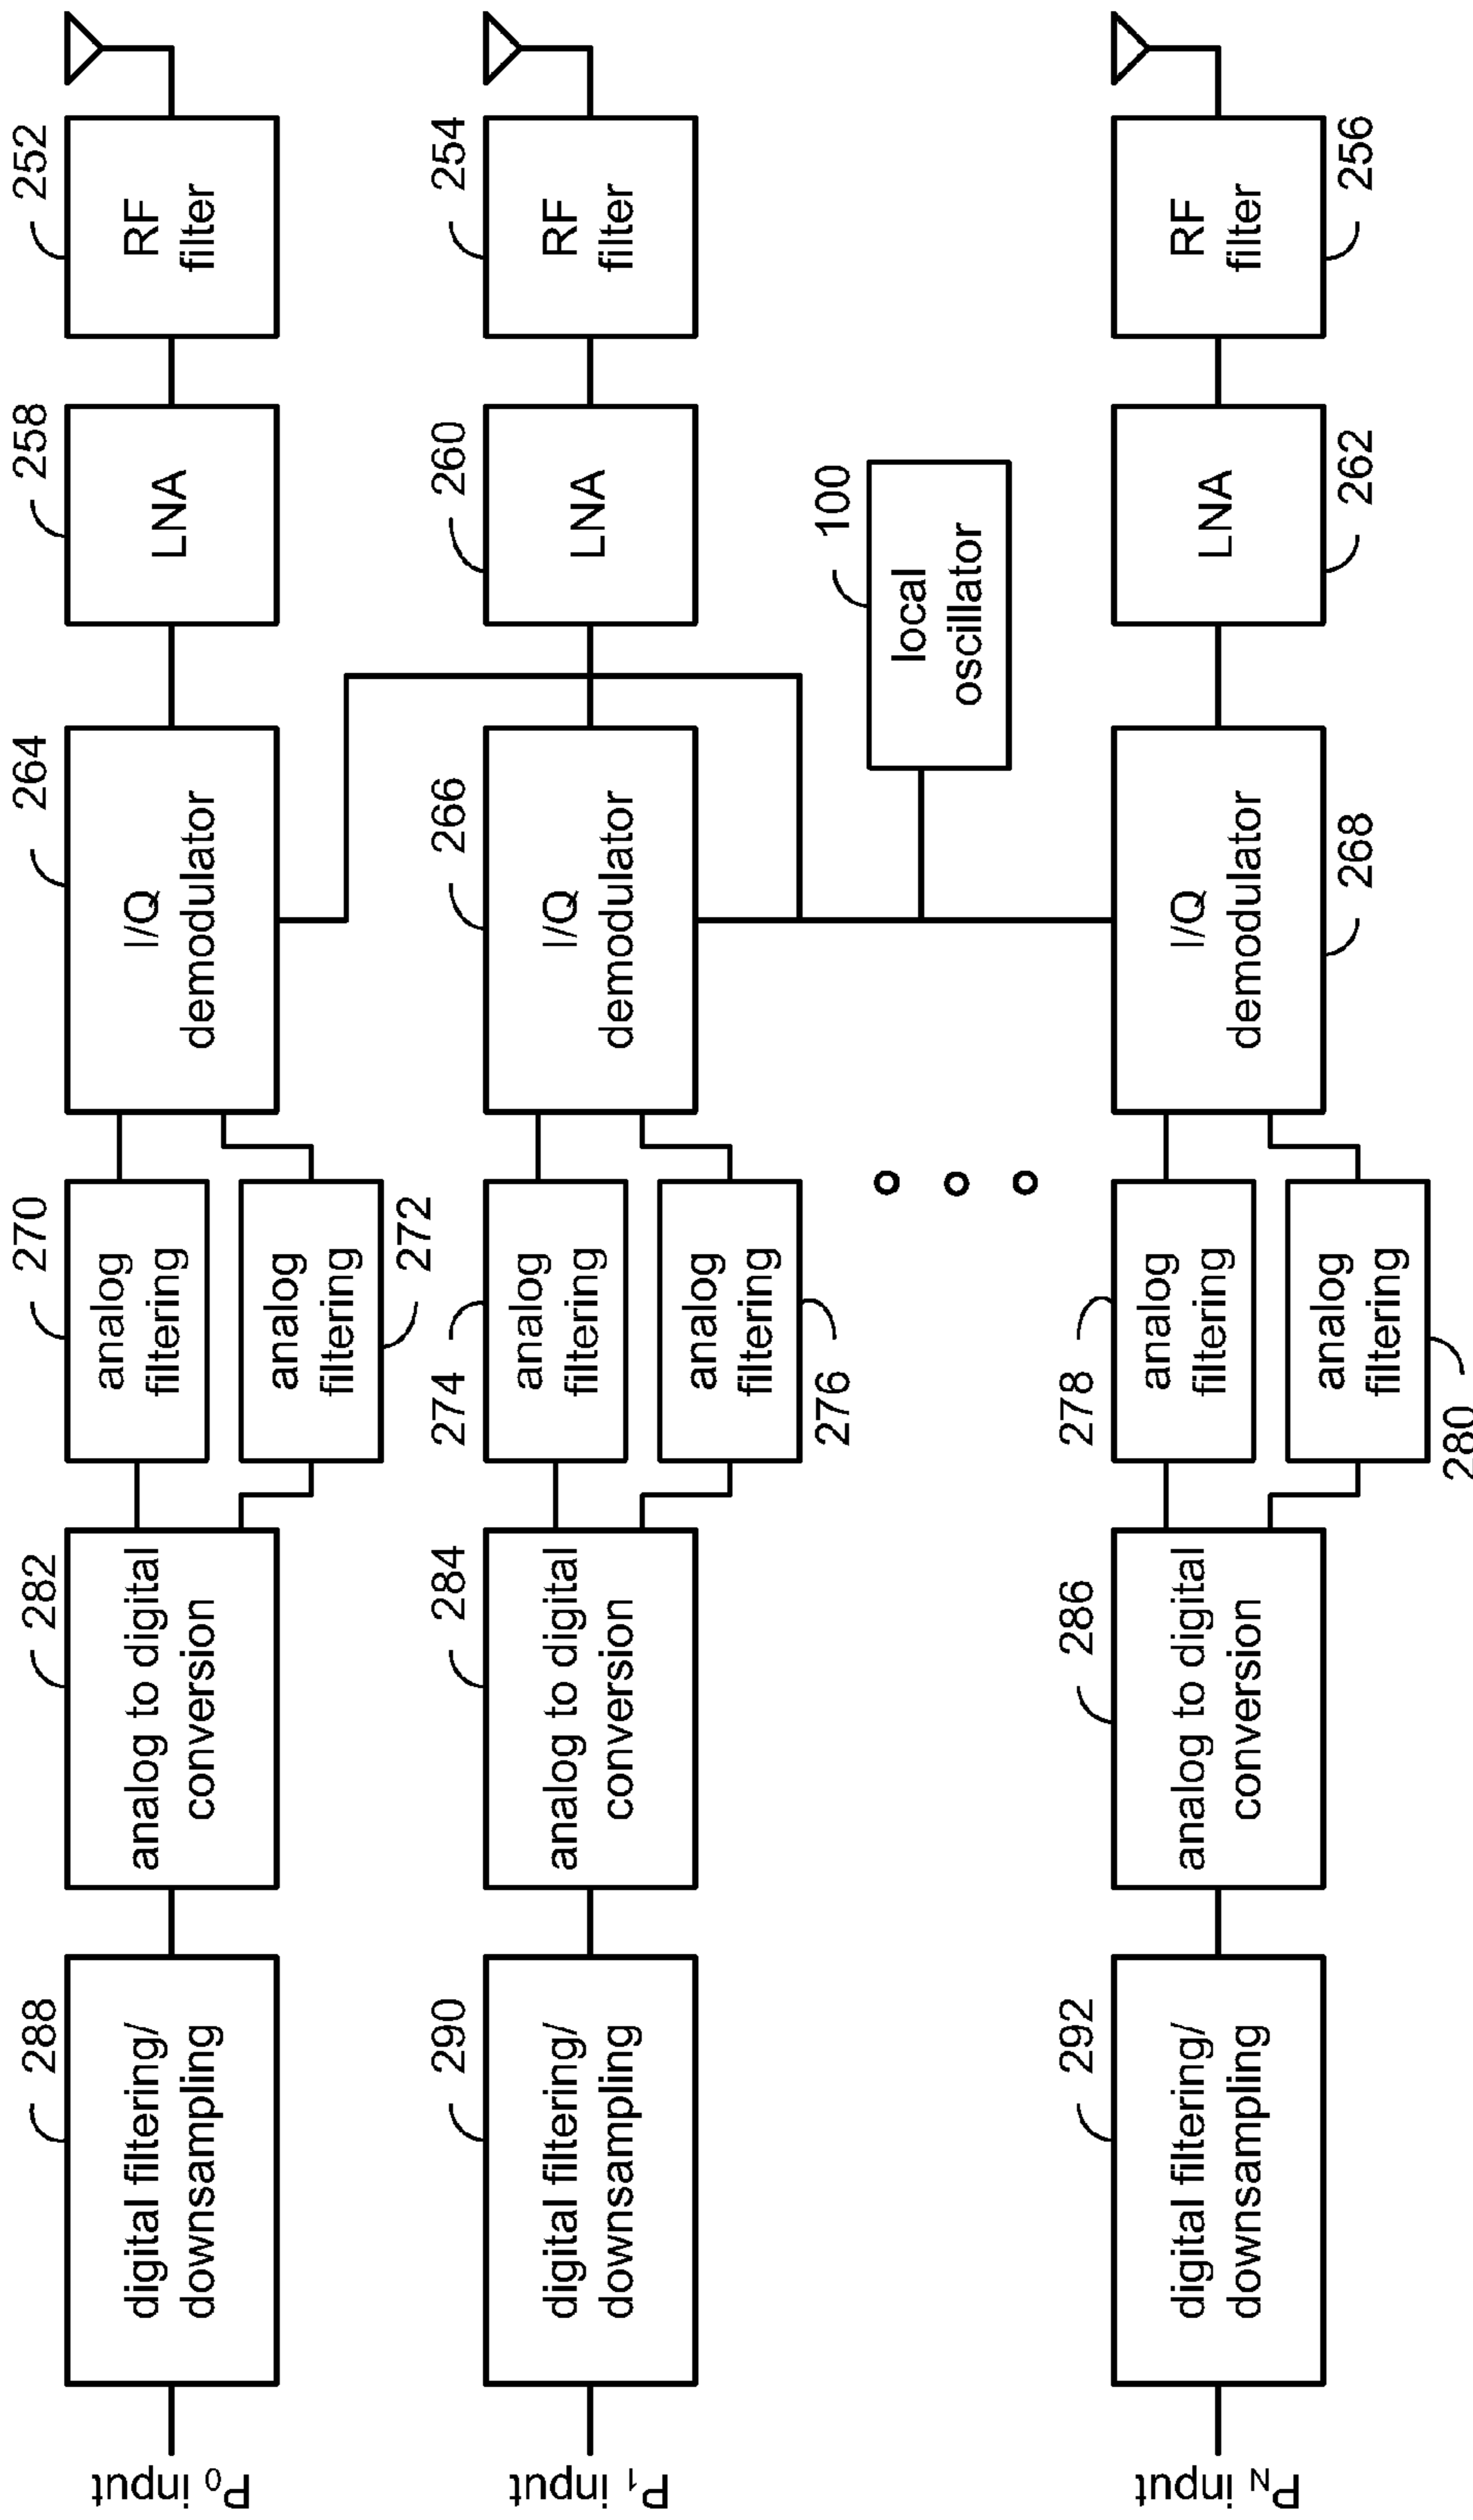 P0 input
288
digital filtering/
downsampling
282
analog to digital
conversion
270
analog
filtering
analog
filtering
272
264
I/Q
demodulator
258
LNA
252
RF
filter
P1 input
290
digital filtering/
downsampling
284
analog to digital
conversion
274
analog
filtering
analog
filtering
276
266
I/Q
demodulator
260
LNA
254
RF
filter
100
local
oscillator
PN input
292
digital filtering/
downsampling
286
analog to digital
conversion
278
analog
filtering
analog
filtering
280
I/Q
demodulator
268
LNA
262
RF
filter
256